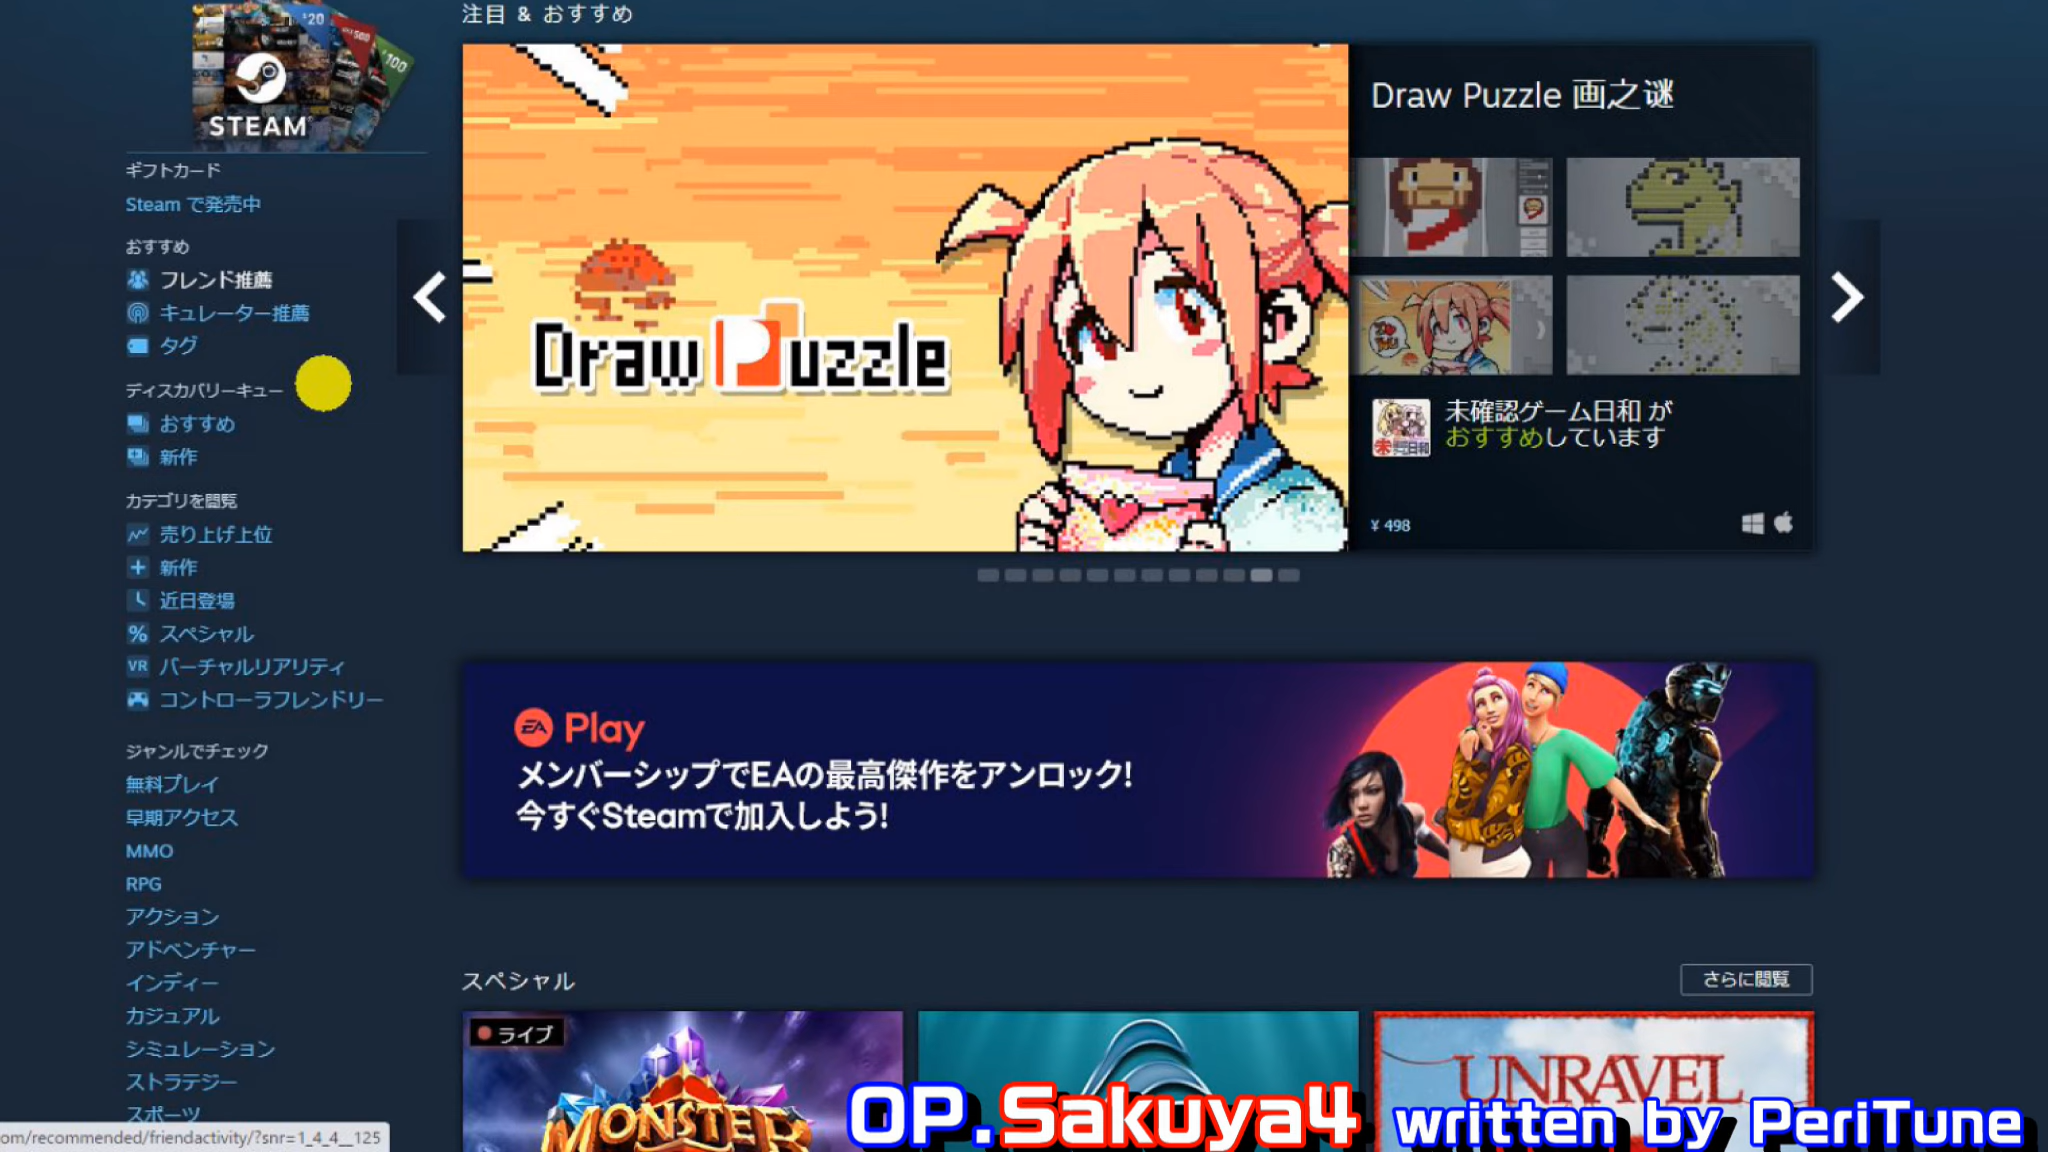 注目 & おすすめ
$20
100
STEAM
ギフトカード
Steam で発売中
おすすめ
フレンド推薦
キュレーター推薦
タグ
ディスカバリーキュー
おすすめ
新作
カテゴリを閲覧
売り上げ上位
+ 新作
近日登場
% スペシャル
VR バーチャルリアリティ
コントローラフレンドリー
ジャンルでチェック
無料プレイ
早期アクセス
MMO
RPG
アクション
アドベンチャー
インディー
カジュアル
シミュレーション
ストラテジー
スポーツ
om/recommended/friendactivity/?snr=1_4_4__125
Draw Puzzle
Draw Puzzle 画之谜
未確認ゲーム日和 が
おすすめしています
¥ 498
EA Play
メンバーシップでEAの最高傑作をアンロック!
今すぐSteamで加入しよう!
スペシャル
さらに閲覧
ライブ
MONSTER
UNRAVEL
OP.Sakuya4 written by PeriTune